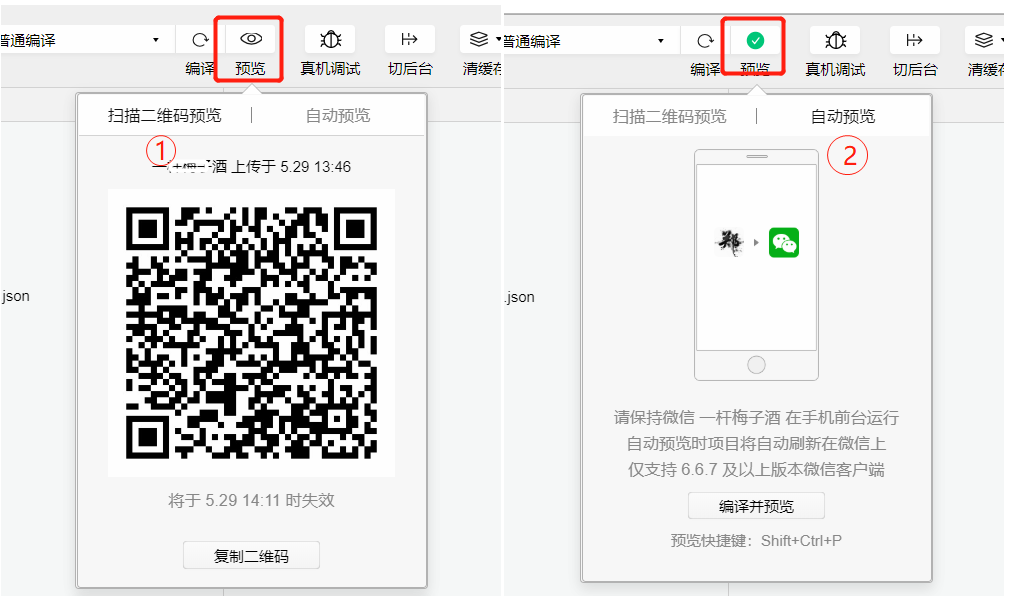 普通编译
编译
预览
真机调试
切后台
清缓存
扫描二维码预览
自动预览
1
酒 上传于 5.29 13:46
将于 5.29 14:11 时失效
复制二维码
json
普通编译
编译
预览
真机调试
切后台
清缓存
扫描二维码预览
自动预览
2
郑
请保持微信 一杆梅子酒 在手机前台运行
自动预览时项目将自动刷新在微信上
仅支持 6.6.7 及以上版本微信客户端
编译并预览
预览快捷键：Shift+Ctrl+P
.json